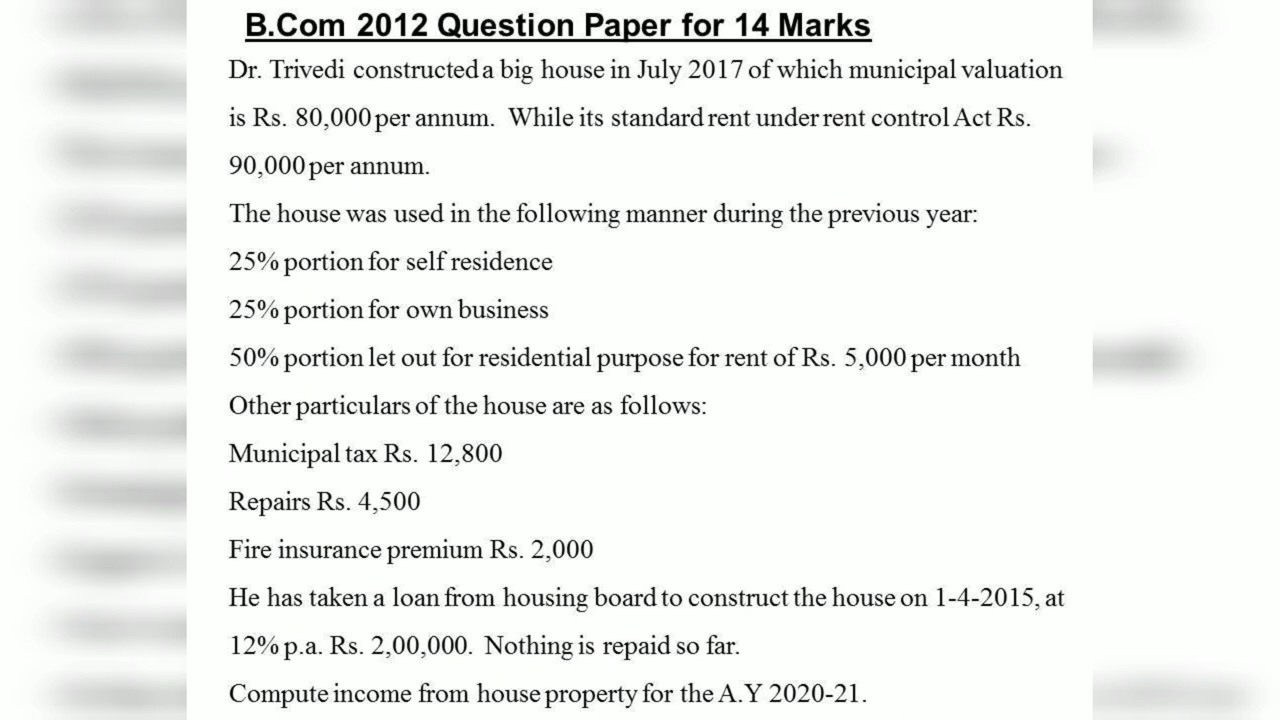 B.Com 2012 Question Paper for 14 Marks
Dr. Trivedi constructed a big house in July 2017 of which municipal valuation
is Rs. 80,000 per annum. While its standard rent under rent control Act Rs.
90,000 per annum.
The house was used in the following manner during the previous year:
25% portion for self residence
25% portion for own business
50% portion let out for residential purpose for rent of Rs. 5,000 per month
Other particulars of the house are as follows:
Municipal tax Rs. 12,800
Repairs Rs. 4,500
Fire insurance premium Rs. 2,000
He has taken a loan from housing board to construct the house on 1-4-2015, at
12% p.a. Rs. 2,00,000. Nothing is repaid so far.
Compute income from house property for the A.Y 2020-21.